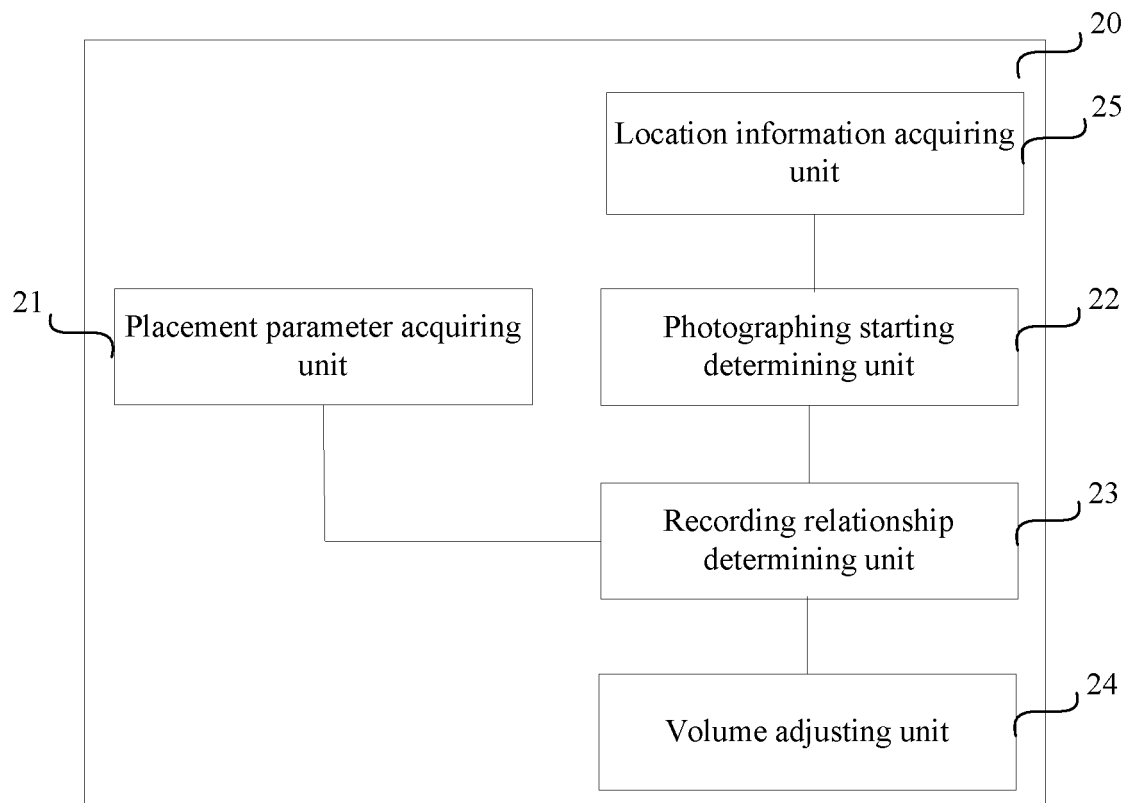 20
Location information acquiring
unit
25
21
Placement parameter acquiring
unit
Photographing starting
determining unit
22
Recording relationship
determining unit
23
Volume adjusting unit
24